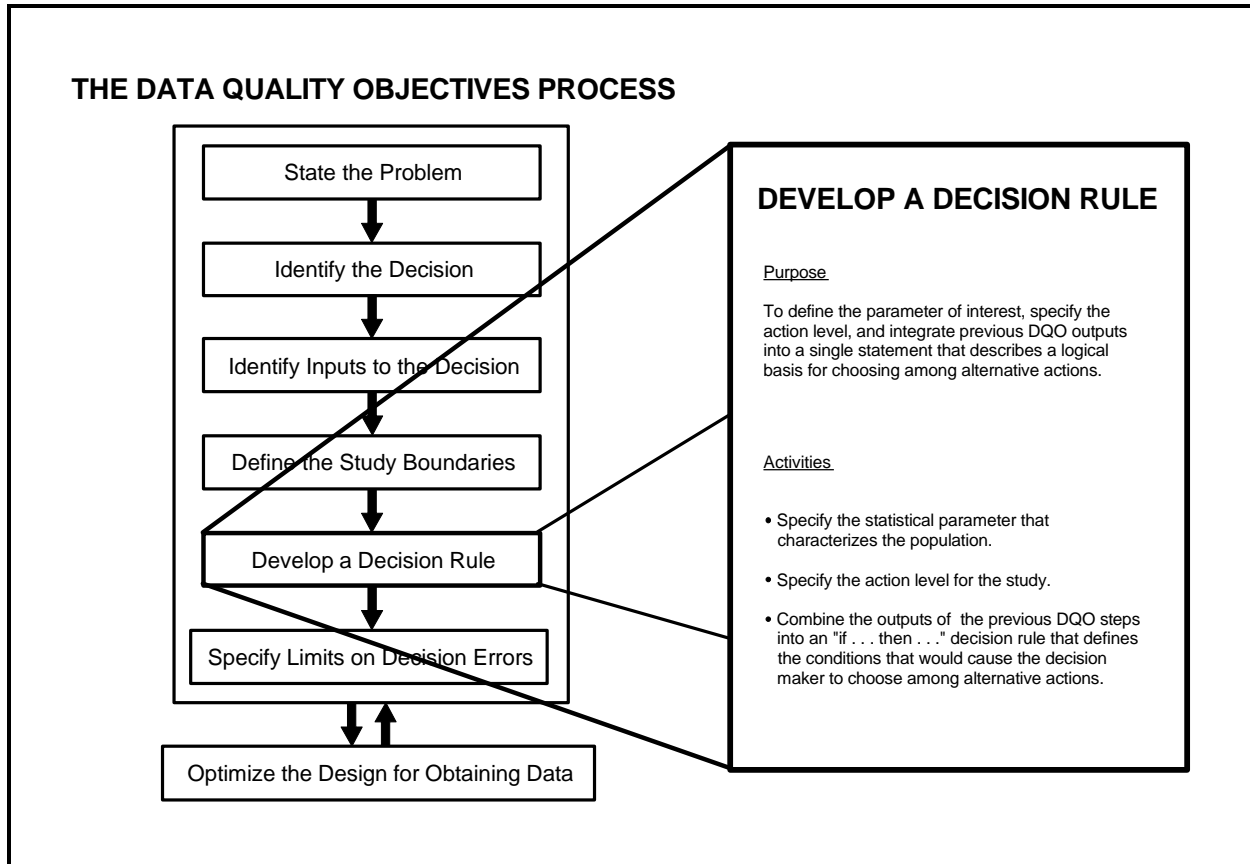 THE DATA QUALITY OBJECTIVES PROCESS
State the Problem
Identify the Decision
Identify Inputs to the Decision
Define the Study Boundaries
Develop a Decision Rule
Specify Limits on Decision Errors
Optimize the Design for Obtaining Data
DEVELOP A DECISION RULE
Purpose
To define the parameter of interest, specify the
action level, and integrate previous DQO outputs
into a single statement that describes a logical
basis for choosing among alternative actions.
Activities
• Specify the statistical parameter that
characterizes the population.
• Specify the action level for the study.
• Combine the outputs of the previous DQO steps
into an "if . . . then . . ." decision rule that defines
the conditions that would cause the decision
maker to choose among alternative actions.